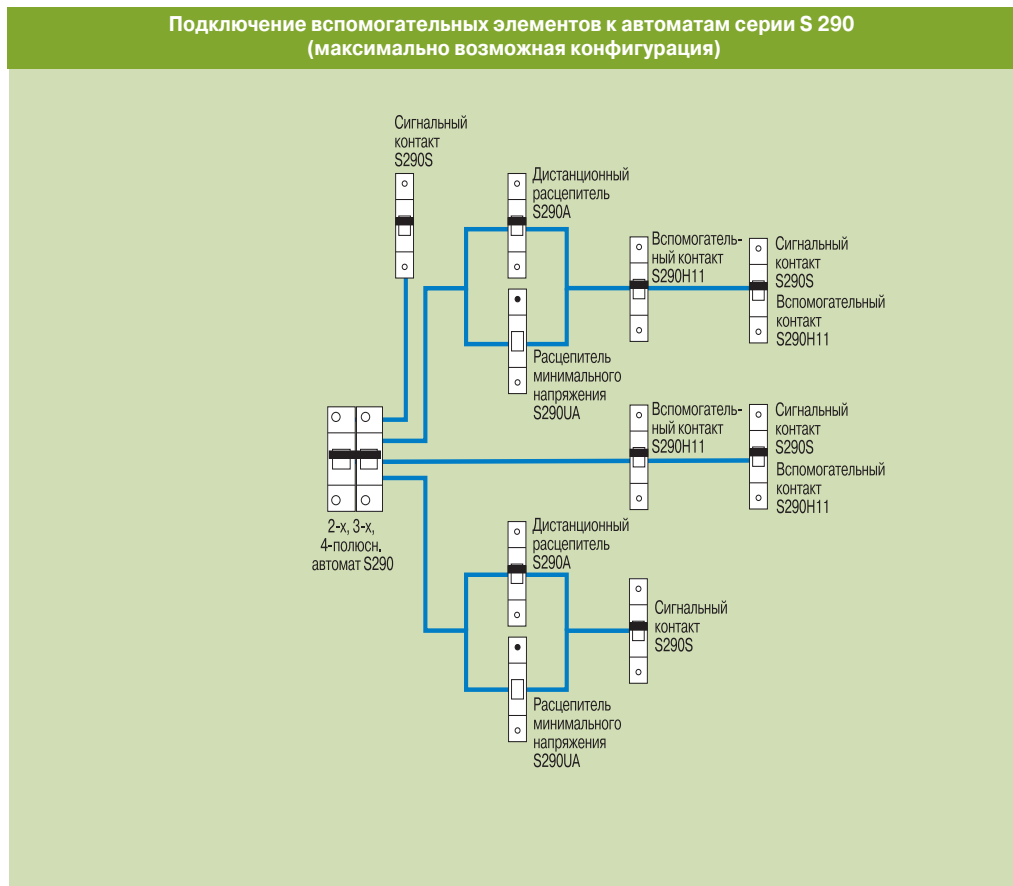 Подключение вспомогательных элементов к автоматам серии S 290
(максимально возможная конфигурация)
Сигнальный
контакт
S290S
Дистанционный
расцепитель
S290A
Вспомогатель-
ный контакт
S290H11
Сигнальный
контакт
S290S
Вспомогательный
контакт
S290H11
Расцепитель
минимального
напряжения
S290UA
Вспомогатель-
ный контакт
S290H11
Сигнальный
контакт
S290S
Вспомогательный
контакт
S290H11
2-х, 3-х,
4-полюсн.
автомат S290
Дистанционный
расцепитель
S290A
Сигнальный
контакт
S290S
Расцепитель
минимального
напряжения
S290UA